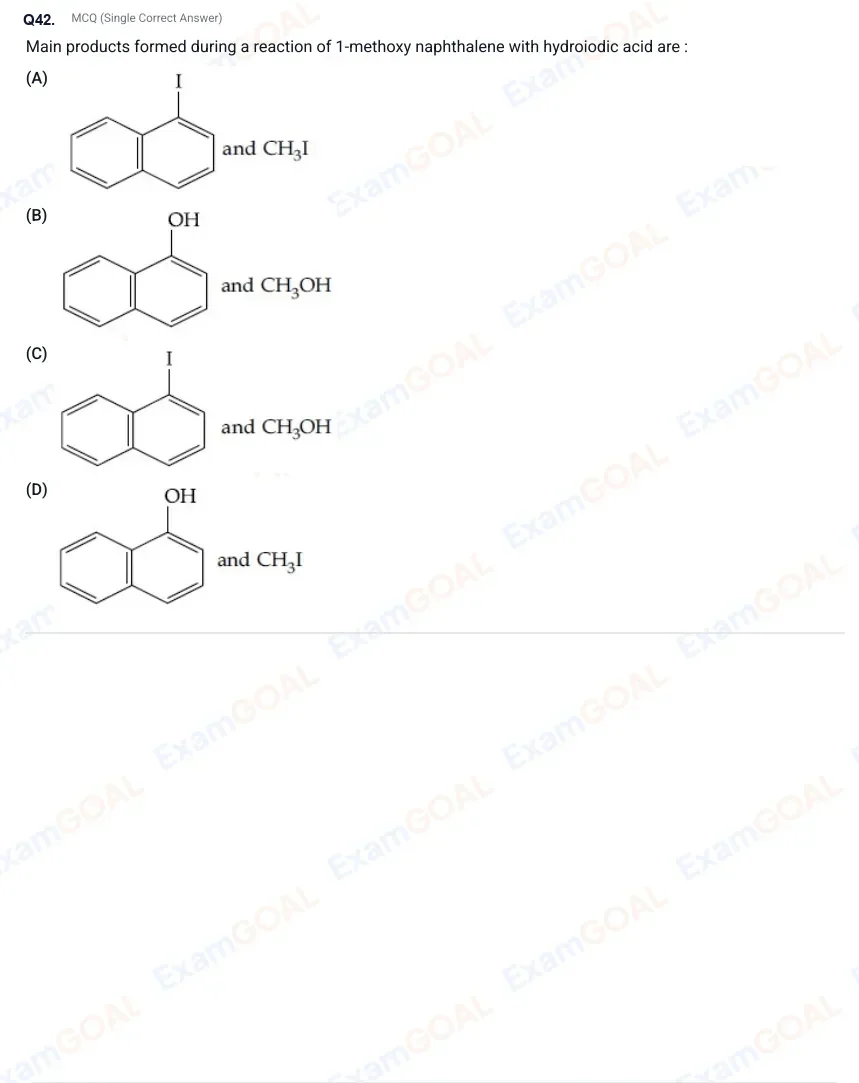 Q42. MCQ (Single Correct Answer)
Main products formed during a reaction of 1-methoxy naphthalene with hydroiodic acid are :
(A)
I
and CH₃I
(B)
OH
and CH₃OH
(C)
I
and CH₃OH
(D)
OH
and CH₃I
ExamGOAL